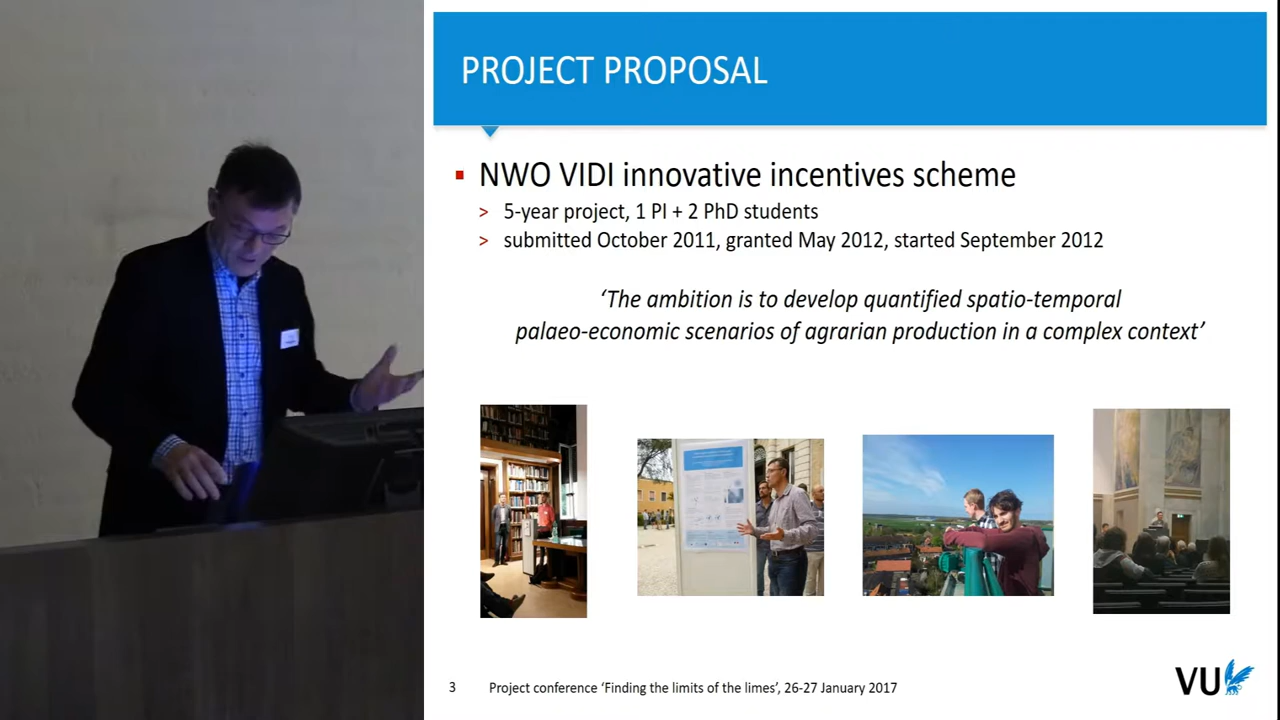 PROJECT PROPOSAL
▪ NWO VIDI innovative incentives scheme
> 5-year project, 1 PI + 2 PhD students
> submitted October 2011, granted May 2012, started September 2012
‘The ambition is to develop quantified spatio-temporal
palaeo-economic scenarios of agrarian production in a complex context’
3 Project conference ‘Finding the limits of the limes’, 26-27 January 2017
VU